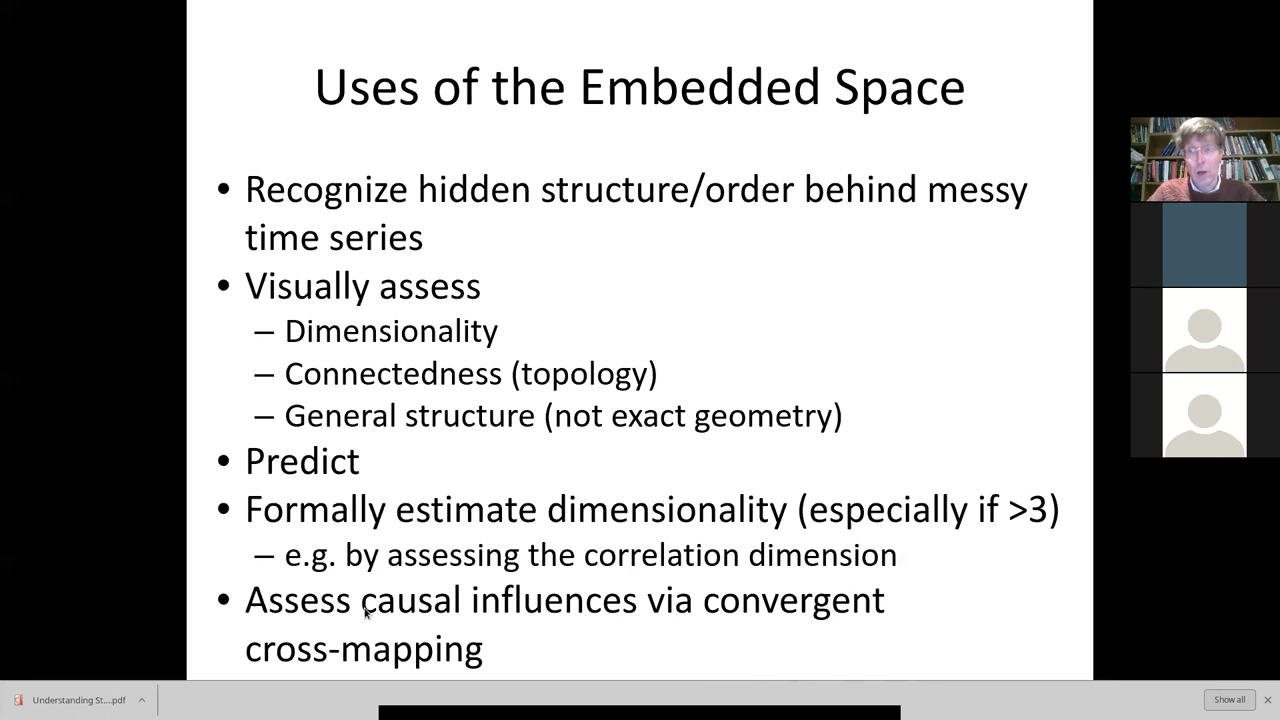 Uses of the Embedded Space
• Recognize hidden structure/order behind messy
time series
• Visually assess
– Dimensionality
– Connectedness (topology)
– General structure (not exact geometry)
• Predict
• Formally estimate dimensionality (especially if >3)
– e.g. by assessing the correlation dimension
• Assess causal influences via convergent
cross-mapping
Understanding St....pdf
Show all